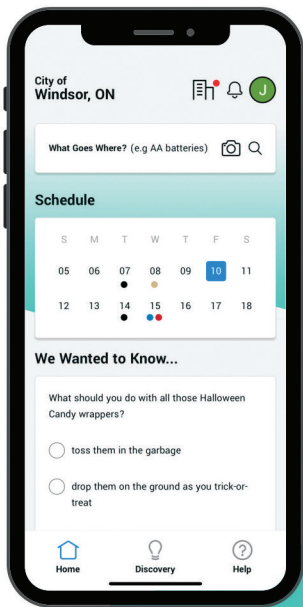 City of
Windsor, ON
J
What Goes Where? (e.g AA batteries)
Schedule
S M T W T F S
05 06 07 08 09 10 11
12 13 14 15 16 17 18
We Wanted to Know...
What should you do with all those Halloween
Candy wrappers?
toss them in the garbage
drop them on the ground as you trick-or-
treat
Home Discovery Help